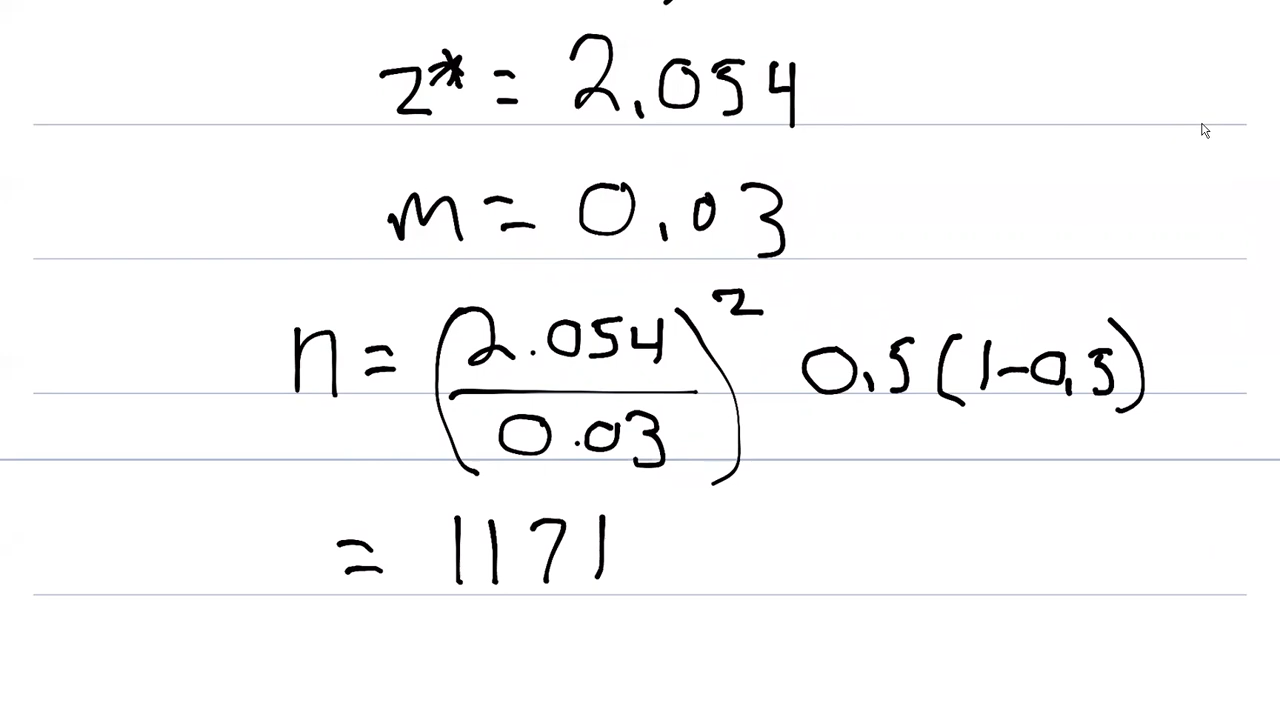 z* = 2.054
m = 0.03
n = (2.054/0.03)² 0.5(1-0.5)
= 1171